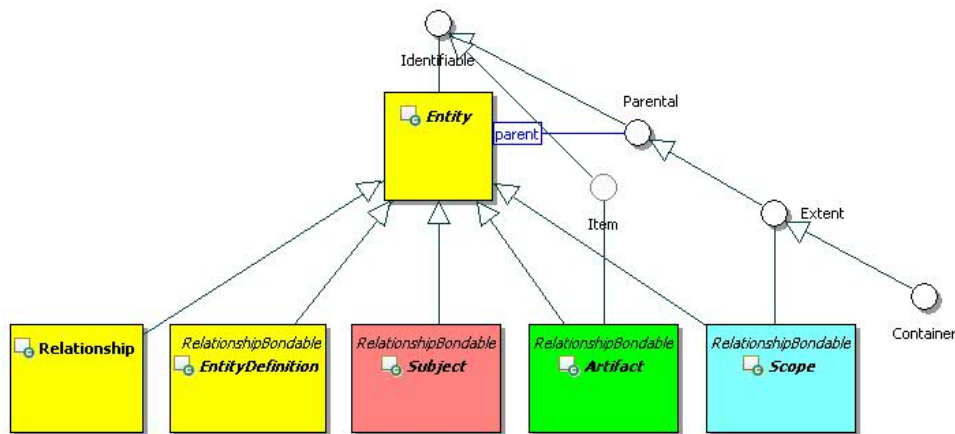 Identifiable
Entity
Parental
parent
Item
Extent
Container
Relationship
RelationshipBondable
EntityDefinition
RelationshipBondable
Subject
RelationshipBondable
Artifact
RelationshipBondable
Scope